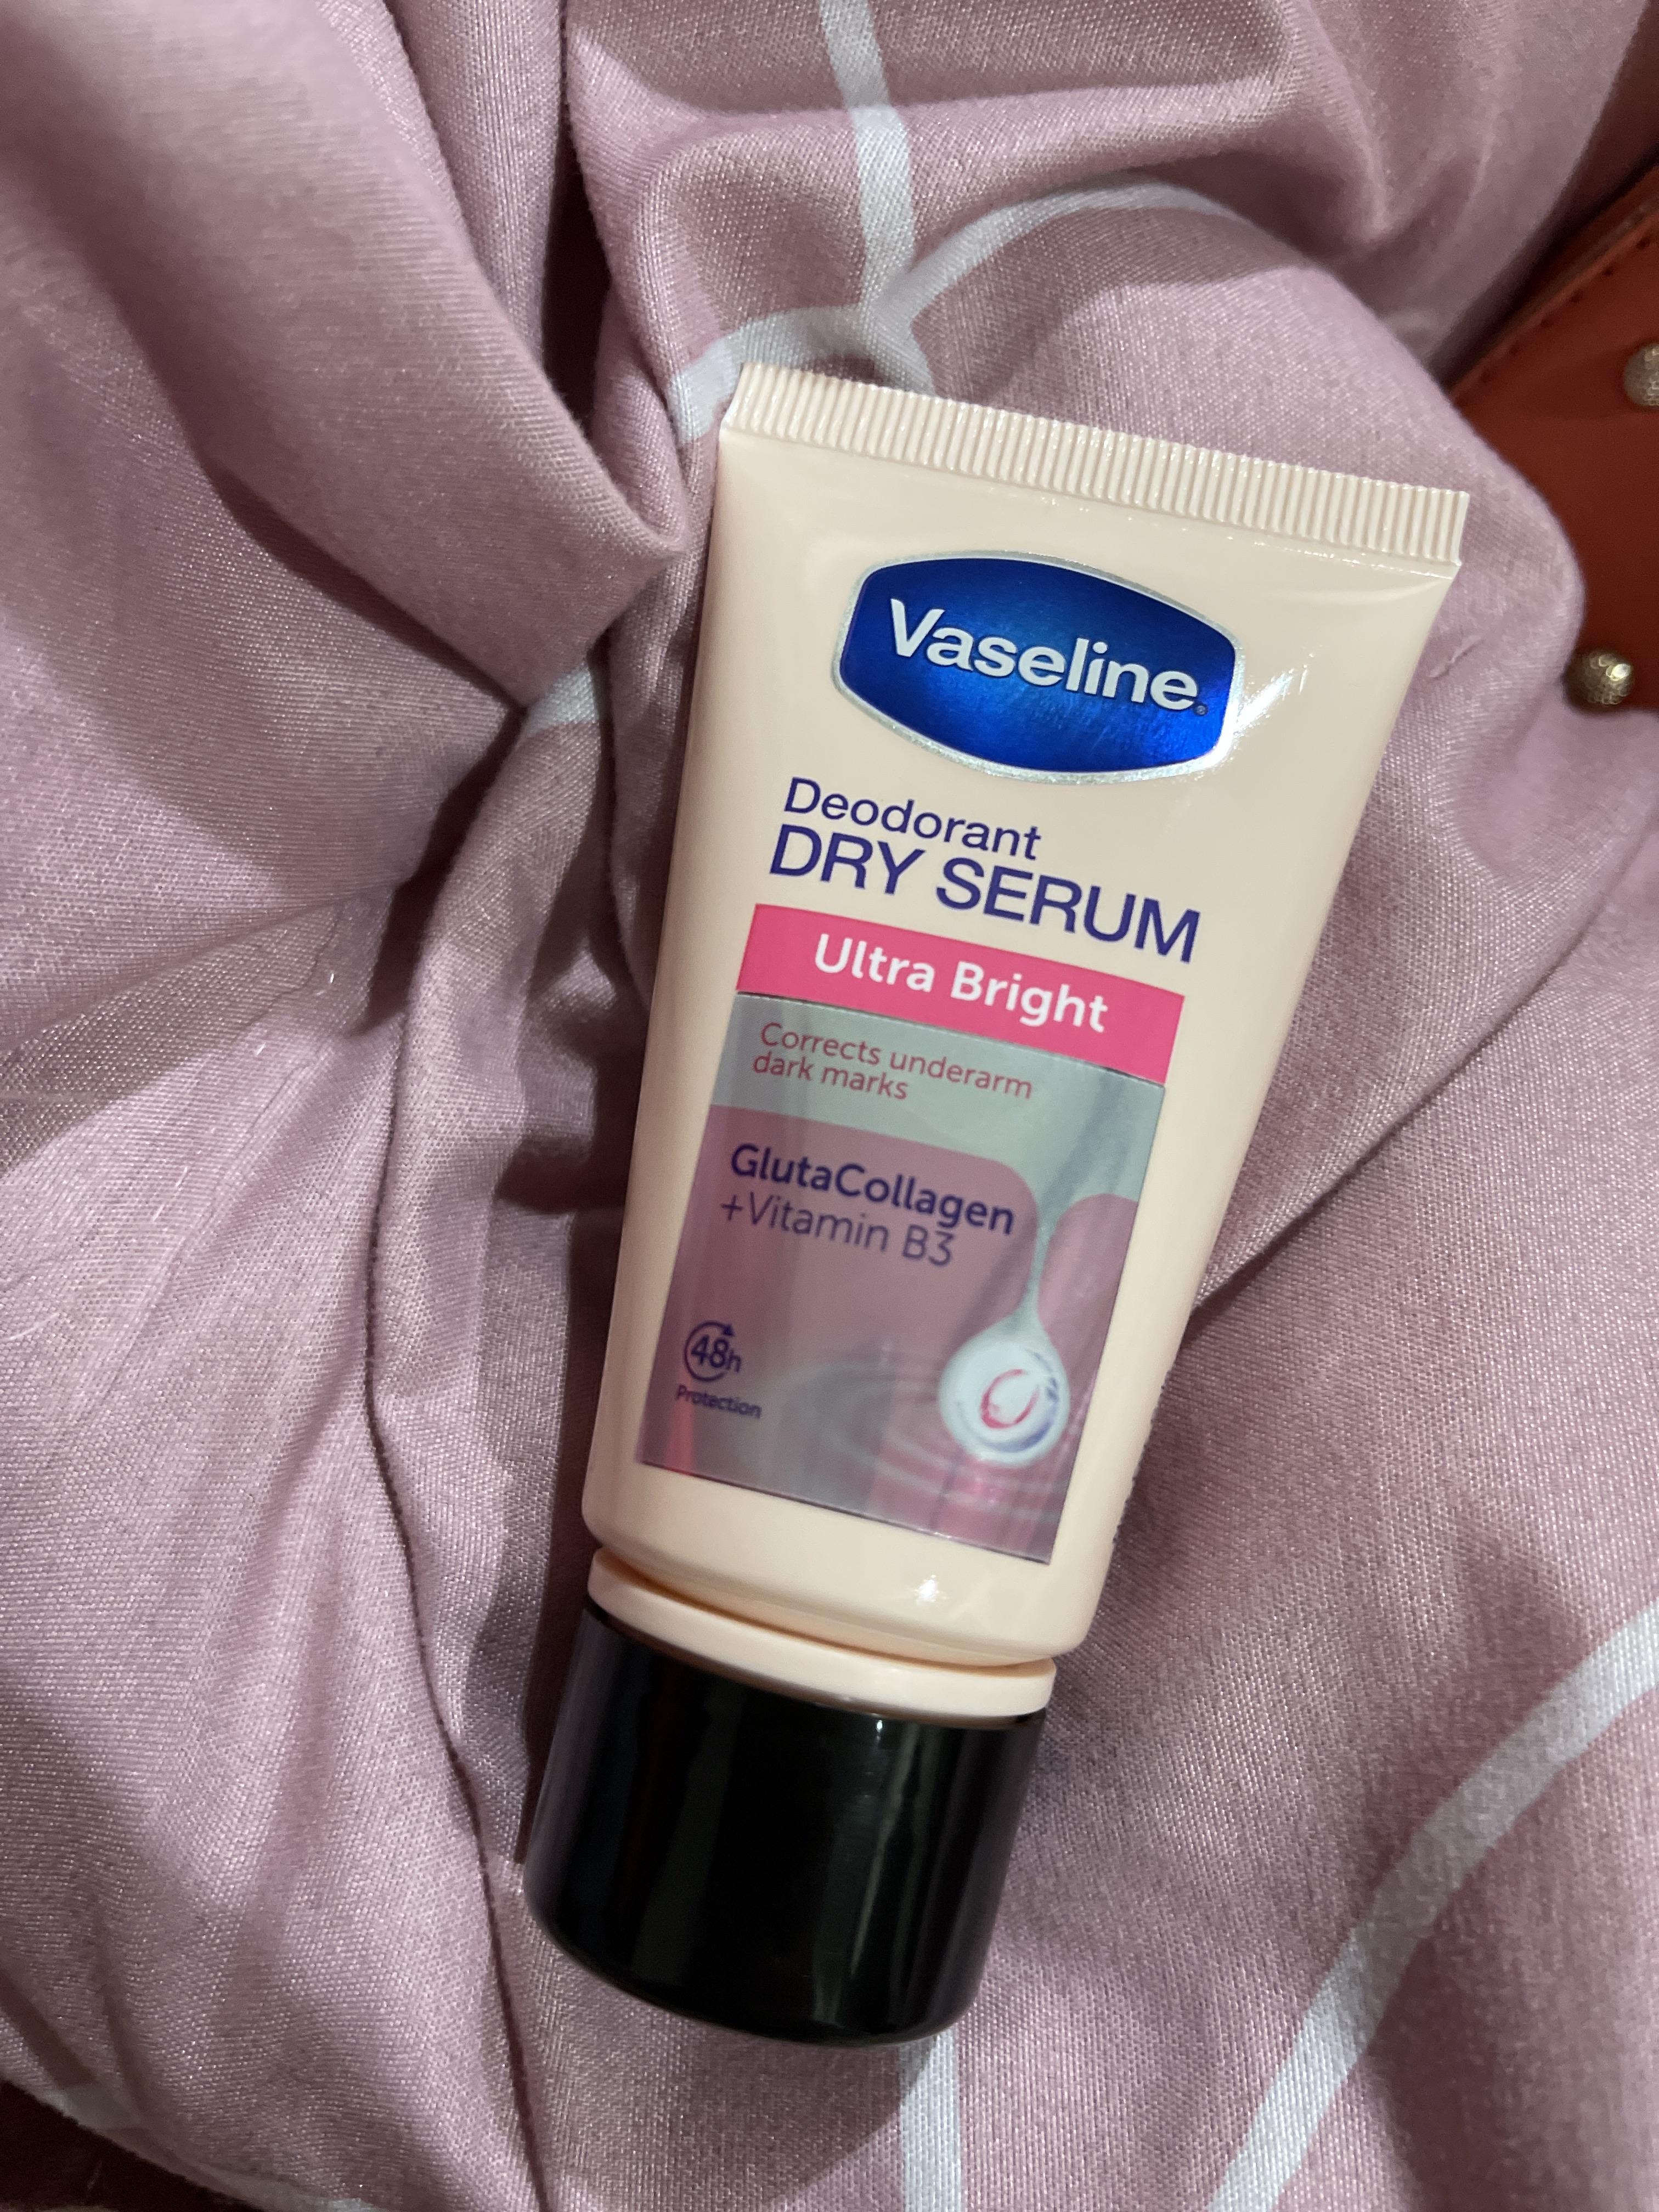 Vaseline®
Deodorant
DRY SERUM
Ultra Bright
Corrects underarm
dark marks
GlutaCollagen
+Vitamin B3
48h
Protection